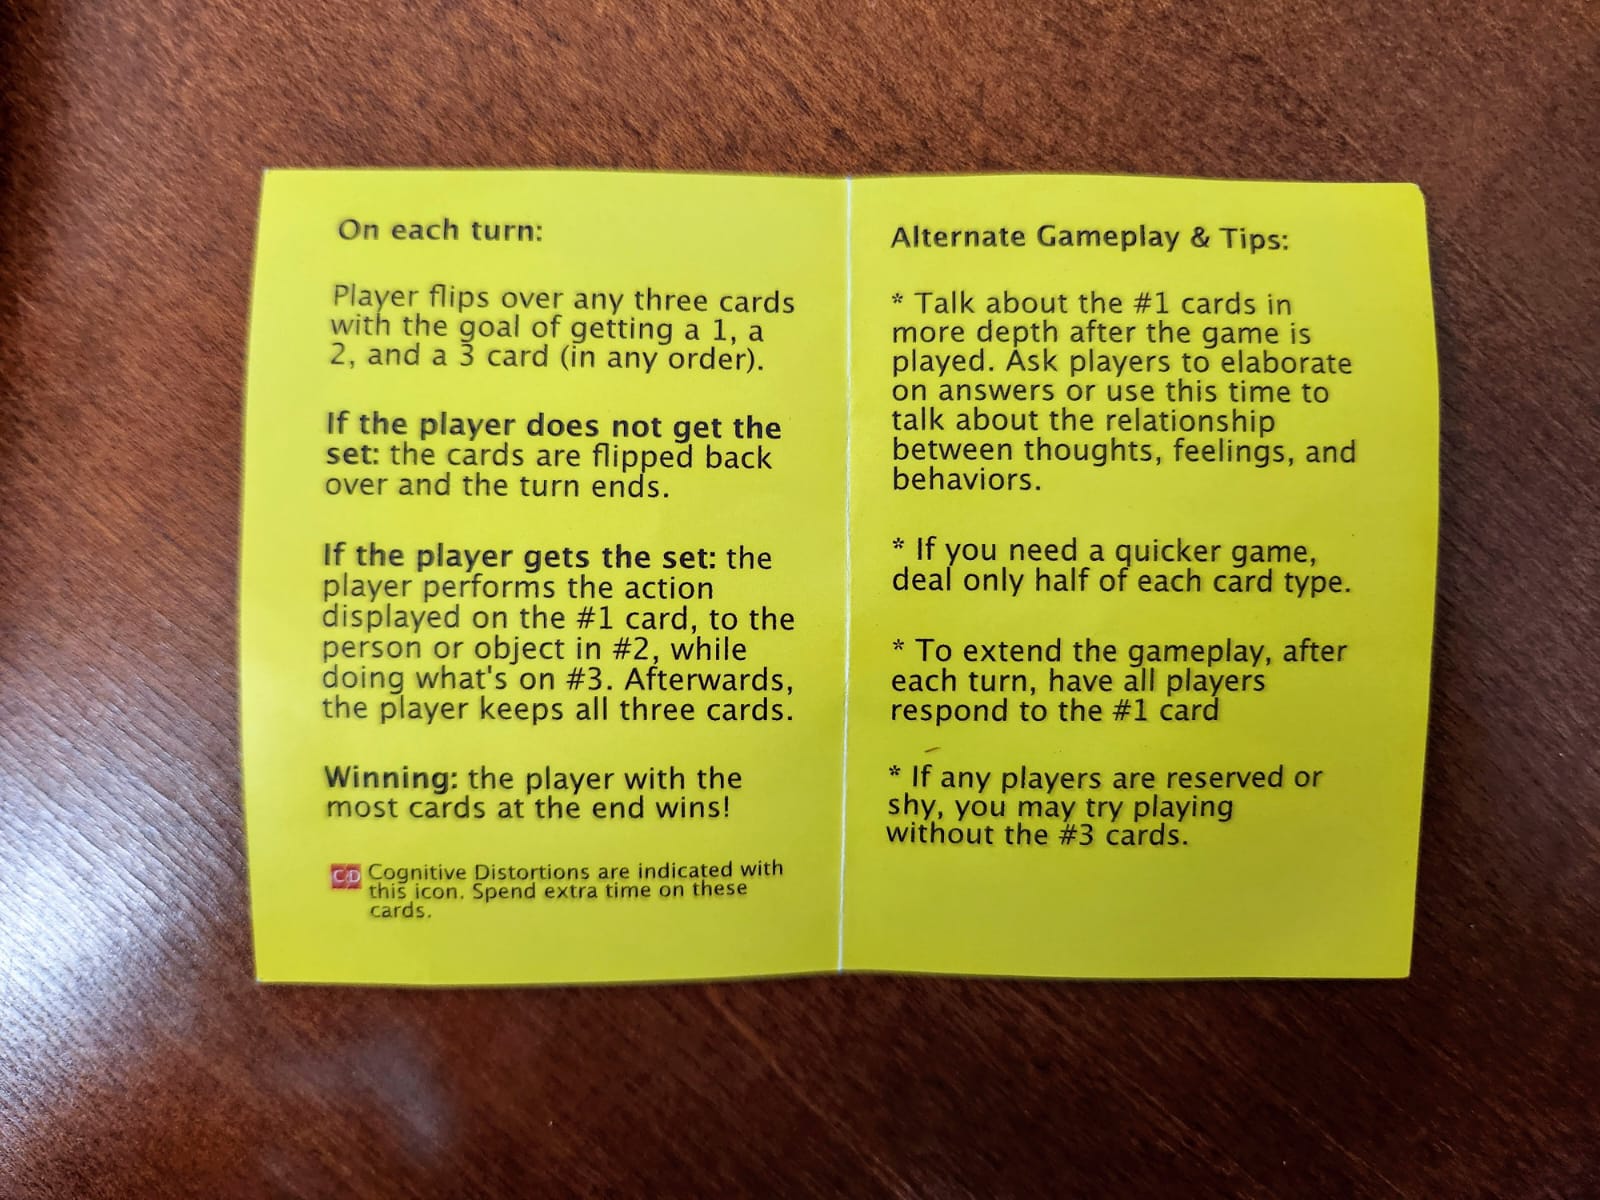 On each turn:
Player flips over any three cards
with the goal of getting a 1, a
2, and a 3 card (in any order).
If the player does not get the
set: the cards are flipped back
over and the turn ends.
If the player gets the set: the
player performs the action
displayed on the #1 card, to the
person or object in #2, while
doing what's on #3. Afterwards,
the player keeps all three cards.
Winning: the player with the
most cards at the end wins!
CD Cognitive Distortions are indicated with
this icon. Spend extra time on these
cards.
Alternate Gameplay & Tips:
* Talk about the #1 cards in
more depth after the game is
played. Ask players to elaborate
on answers or use this time to
talk about the relationship
between thoughts, feelings, and
behaviors.
* If you need a quicker game,
deal only half of each card type.
* To extend the gameplay, after
each turn, have all players
respond to the #1 card
* If any players are reserved or
shy, you may try playing
without the #3 cards.